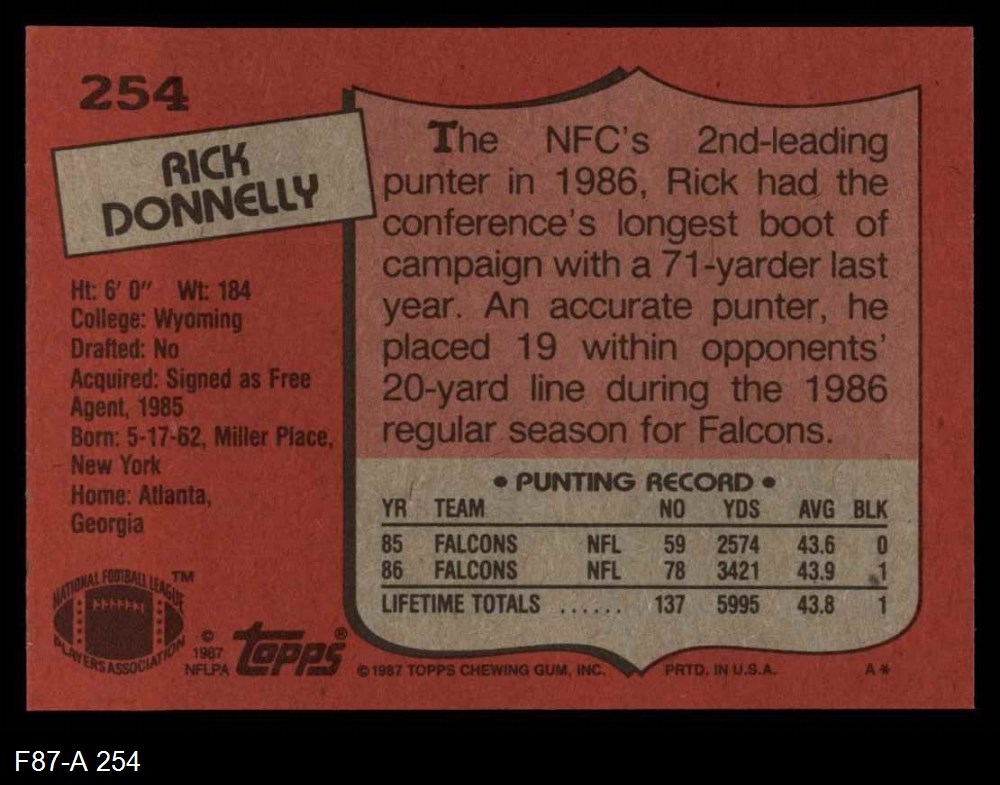 254
RICK
DONNELLY
Ht: 6' 0" Wt: 184
College: Wyoming
Drafted: No
Acquired: Signed as Free
Agent, 1985
Born: 5-17-62, Miller Place,
New York
Home: Atlanta,
Georgia
NATIONAL FOOTBALL LEAGUE ™
PLAYERS ASSOCIATION
©
1987
NFLPA
Topps®
The NFC's 2nd-leading
punter in 1986, Rick had the
conference's longest boot of
campaign with a 71-yarder last
year. An accurate punter, he
placed 19 within opponents'
20-yard line during the 1986
regular season for Falcons.
• PUNTING RECORD •
YR TEAM NO YDS AVG BLK
85 FALCONS NFL 59 2574 43.6 0
86 FALCONS NFL 78 3421 43.9 1
LIFETIME TOTALS ...... 137 5995 43.8 1
© 1987 TOPPS CHEWING GUM, INC. PRTD. IN U.S.A. A*
F87-A 254